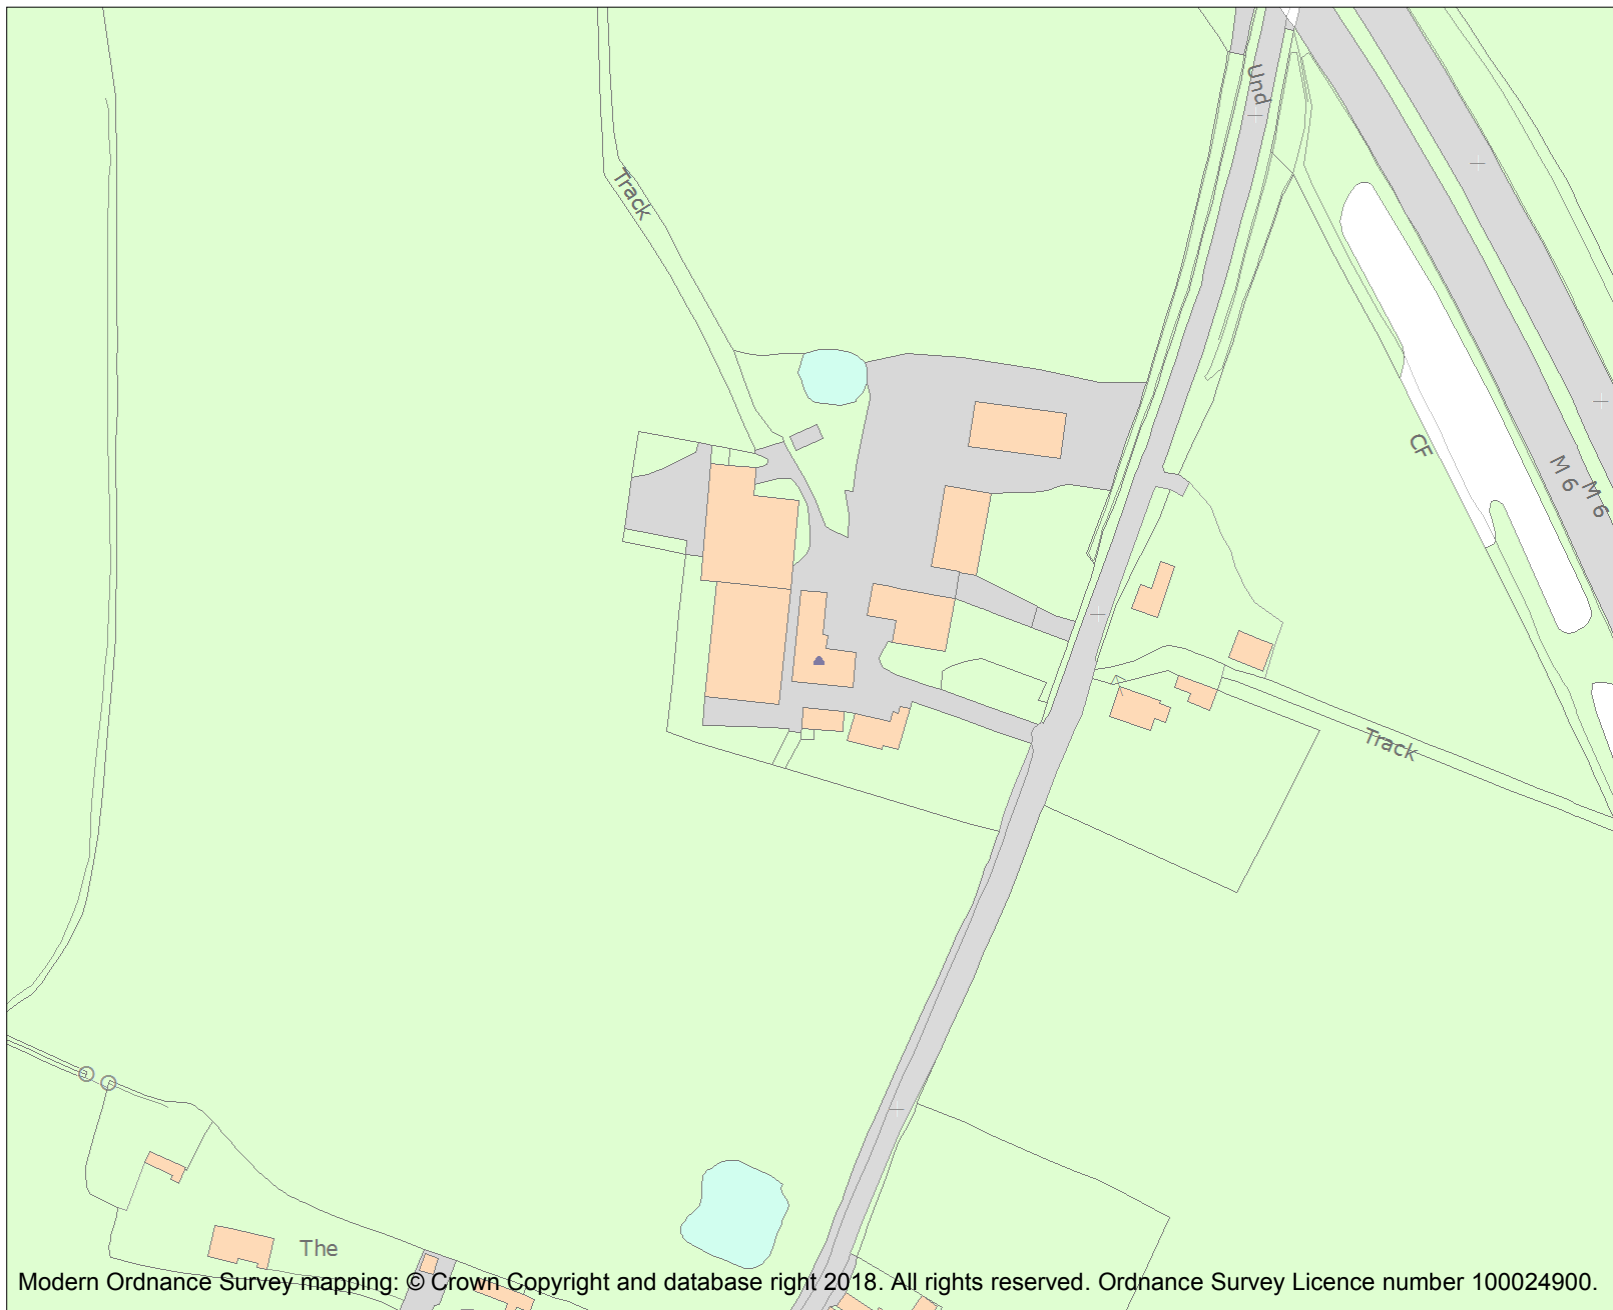 Und
Track
CF
M 6
M 6
Track
The
Modern Ordnance Survey mapping: © Crown Copyright and database right 2018. All rights reserved. Ordnance Survey Licence number 100024900.